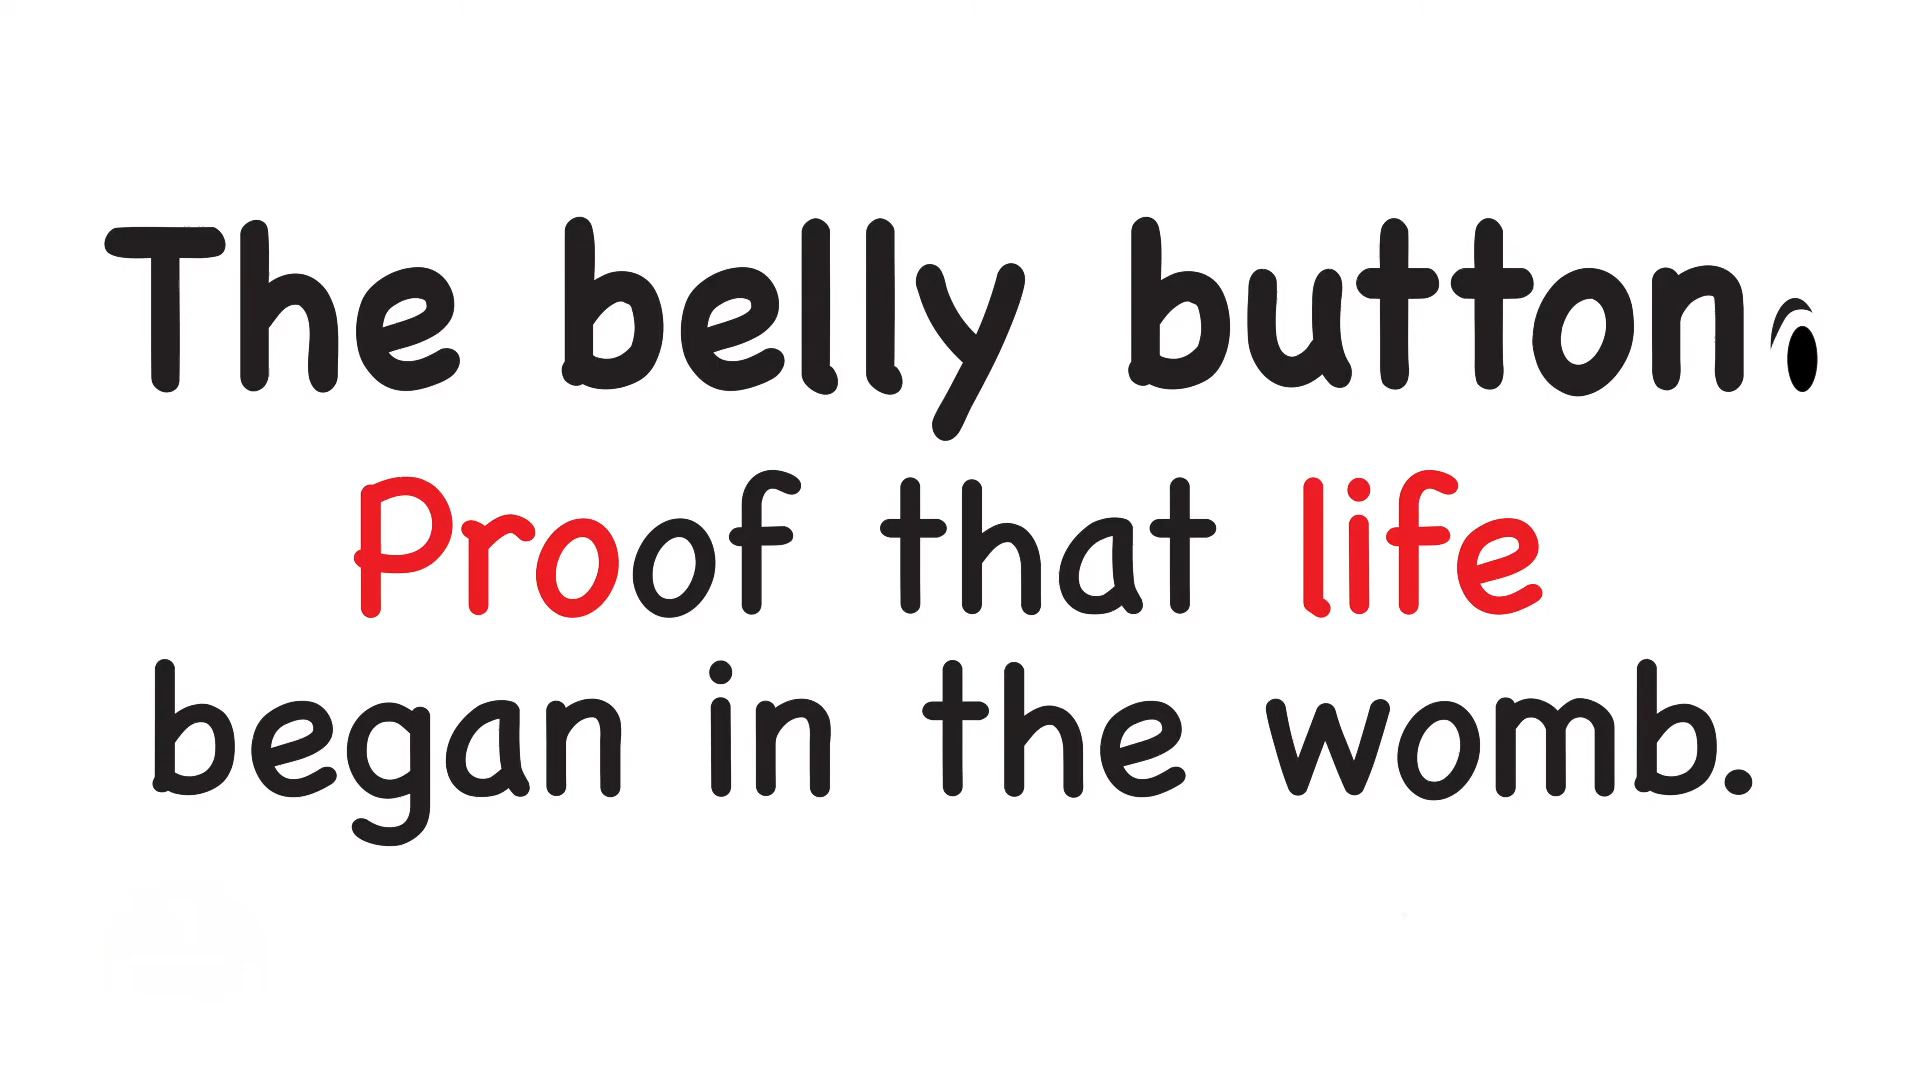 The belly button.
Proof that life
began in the womb.